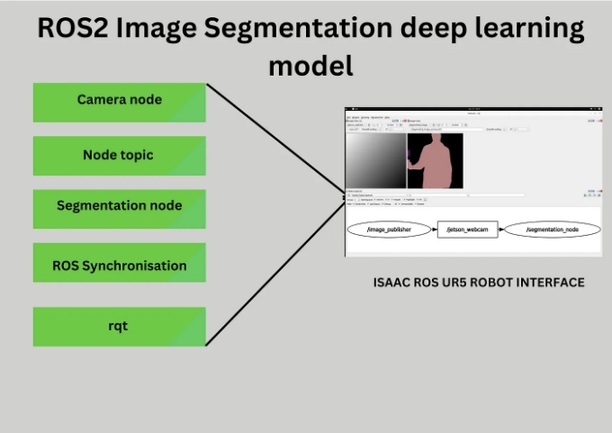 ROS2 Image Segmentation deep learning
model
Camera node
Node topic
Segmentation node
ROS Synchronisation
rqt
/image_publisher
/jetson_webcam
/segmentation_node
ISAAC ROS UR5 ROBOT INTERFACE